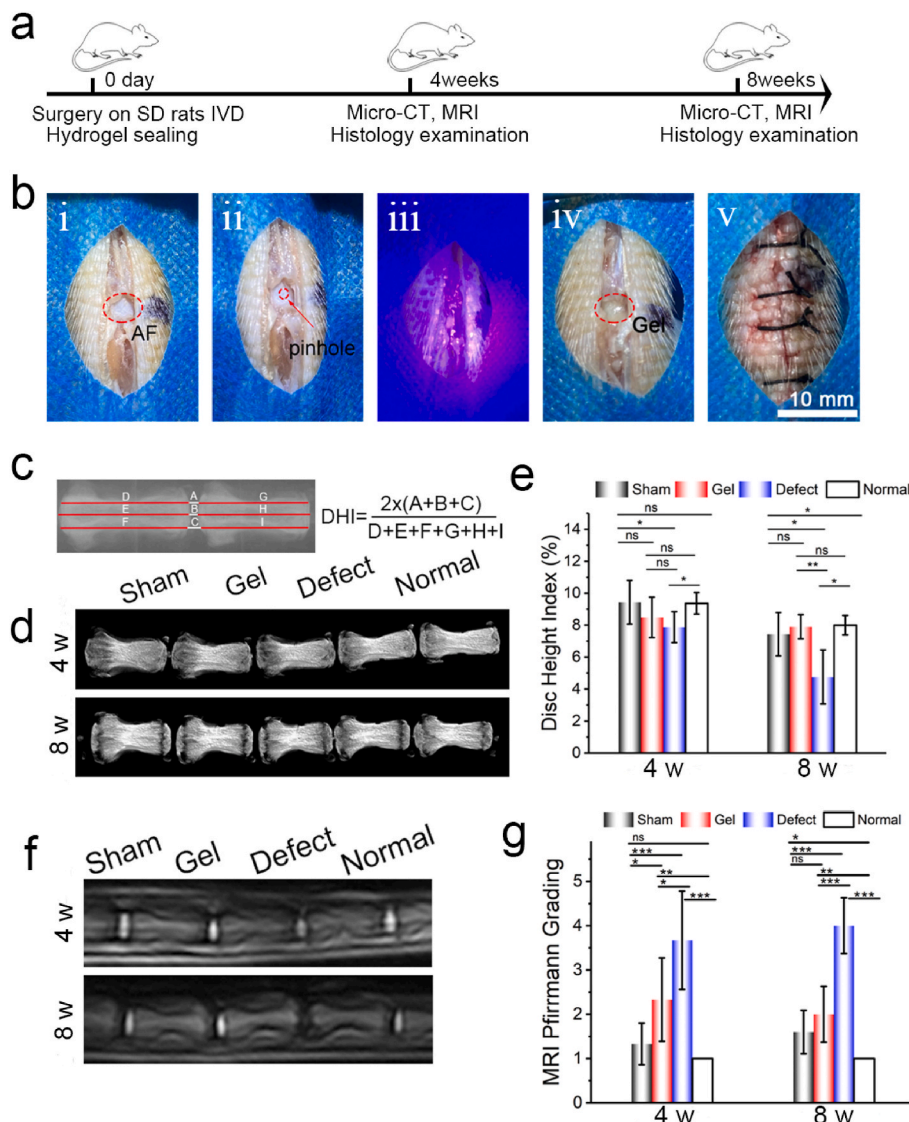 a
0 day
4weeks
8weeks
Surgery on SD rats IVD
Hydrogel sealing
Micro-CT, MRI
Histology examination
Micro-CT, MRI
Histology examination
b
i
ii
iii
iv
v
AF
pinhole
Gel
10 mm
c
D A G
E B H
F C I
DHI=
2x(A+B+C)
D+E+F+G+H+I
Sham Gel Defect Normal
d
4 w
8 w
e
Sham Gel Defect Normal
ns
*
ns
ns
ns
*
*
*
ns
ns
**
*
Disc Height Index (%)
14
12
10
8
6
4
2
0
4 w
8 w
f
Sham Gel Defect Normal
4 w
8 w
g
Sham Gel Defect Normal
ns
***
*
**
*
***
*
***
ns
**
***
***
MRI Pfirrmann Grading
5
4
3
2
1
0
4 w
8 w